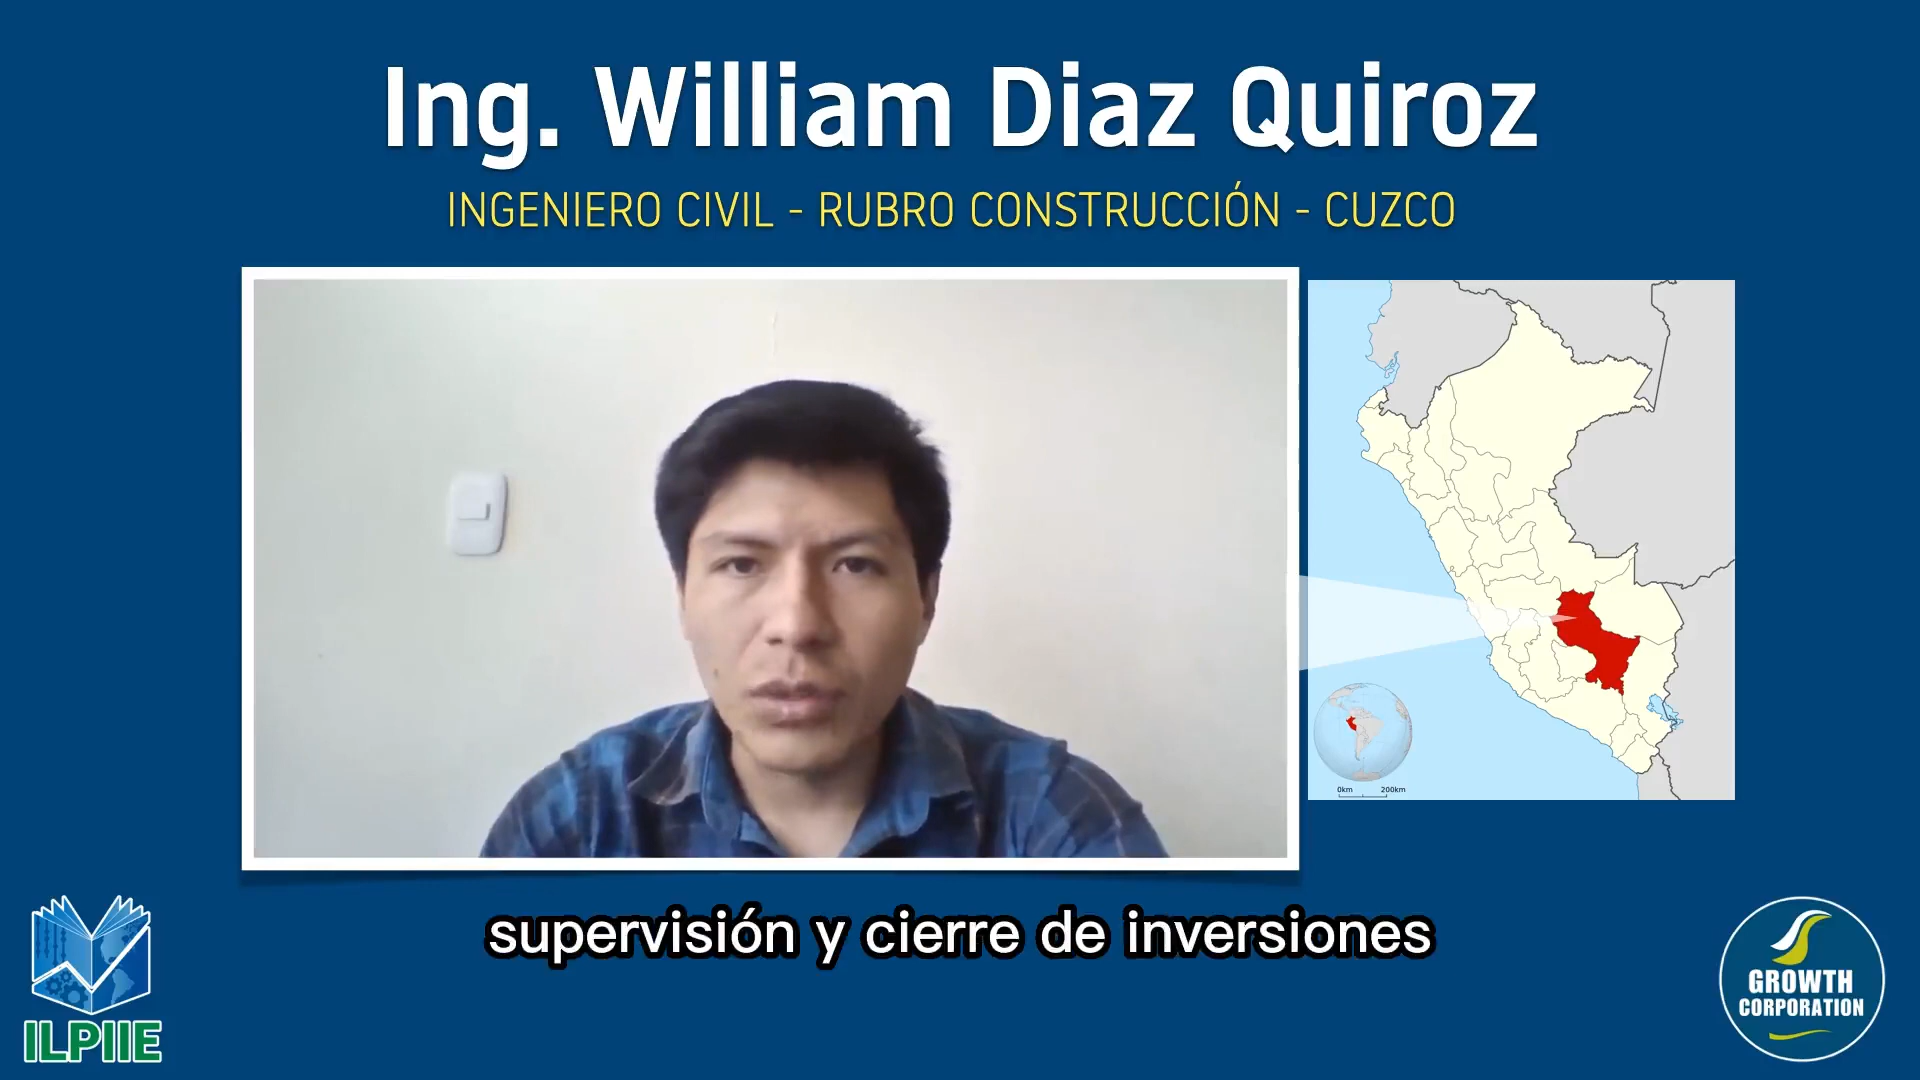 Ing. William Diaz Quiroz
INGENIERO CIVIL - RUBRO CONSTRUCCIÓN - CUZCO
0km 200km
supervisión y cierre de inversiones
ILPIIE
GROWTH
CORPORATION